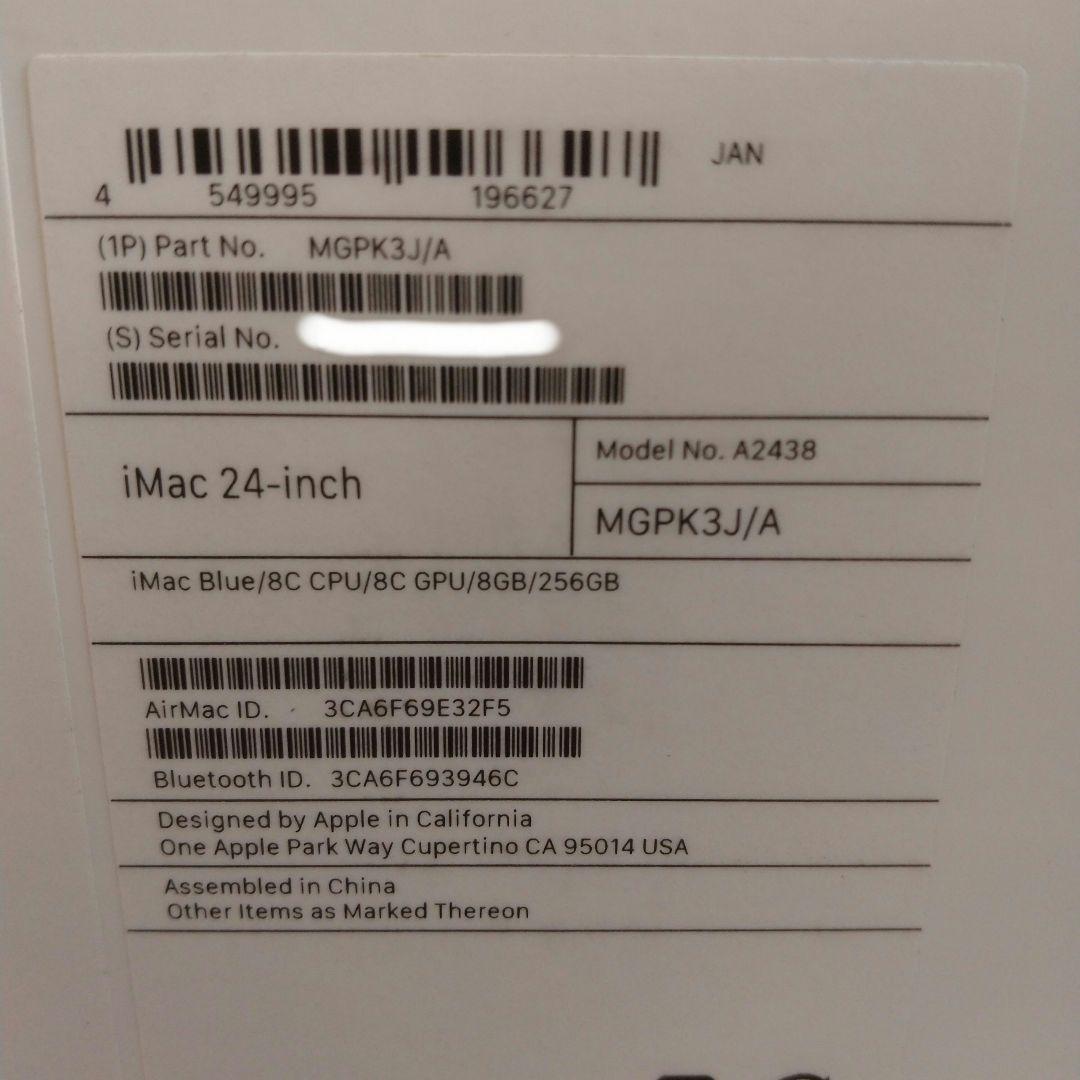 JAN
4 549995 196627
(1P) Part No. MGPK3J/A
(S) Serial No.
iMac 24-inch
Model No. A2438
MGPK3J/A
iMac Blue/8C CPU/8C GPU/8GB/256GB
AirMac ID. 3CA6F69E32F5
Bluetooth ID. 3CA6F693946C
Designed by Apple in California
One Apple Park Way Cupertino CA 95014 USA
Assembled in China
Other Items as Marked Thereon